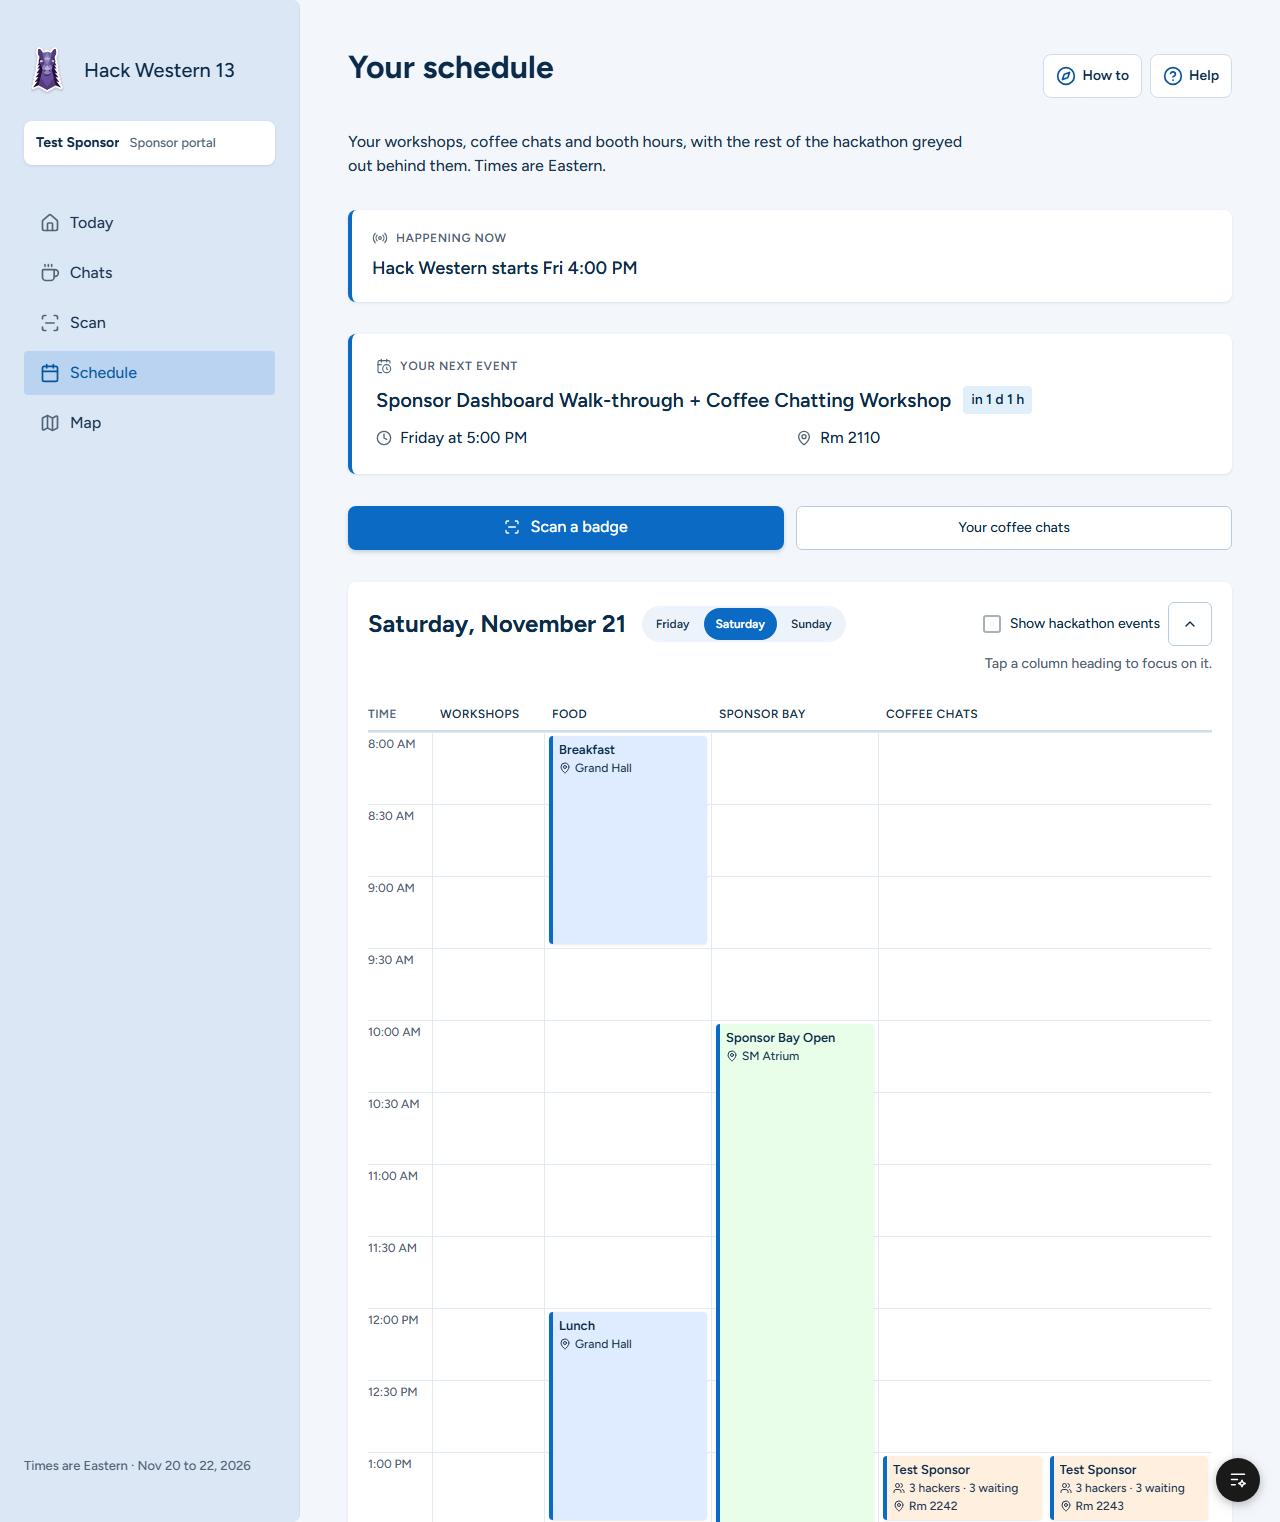 Hack Western 13
Test Sponsor Sponsor portal
Today
Chats
Scan
Schedule
Map
Times are Eastern · Nov 20 to 22, 2026
Your schedule
How to
Help
Your workshops, coffee chats and booth hours, with the rest of the hackathon greyed
out behind them. Times are Eastern.
HAPPENING NOW
Hack Western starts Fri 4:00 PM
YOUR NEXT EVENT
Sponsor Dashboard Walk-through + Coffee Chatting Workshop in 1 d 1 h
Friday at 5:00 PM
Rm 2110
Scan a badge
Your coffee chats
Saturday, November 21
Friday Saturday Sunday
Show hackathon events
Tap a column heading to focus on it.
TIME WORKSHOPS FOOD SPONSOR BAY COFFEE CHATS
8:00 AM
Breakfast
Grand Hall
8:30 AM
9:00 AM
9:30 AM
10:00 AM
Sponsor Bay Open
SM Atrium
10:30 AM
11:00 AM
11:30 AM
12:00 PM
Lunch
Grand Hall
12:30 PM
1:00 PM
Test Sponsor
3 hackers · 3 waiting
Rm 2242
Test Sponsor
3 hackers · 3 waiting
Rm 2243